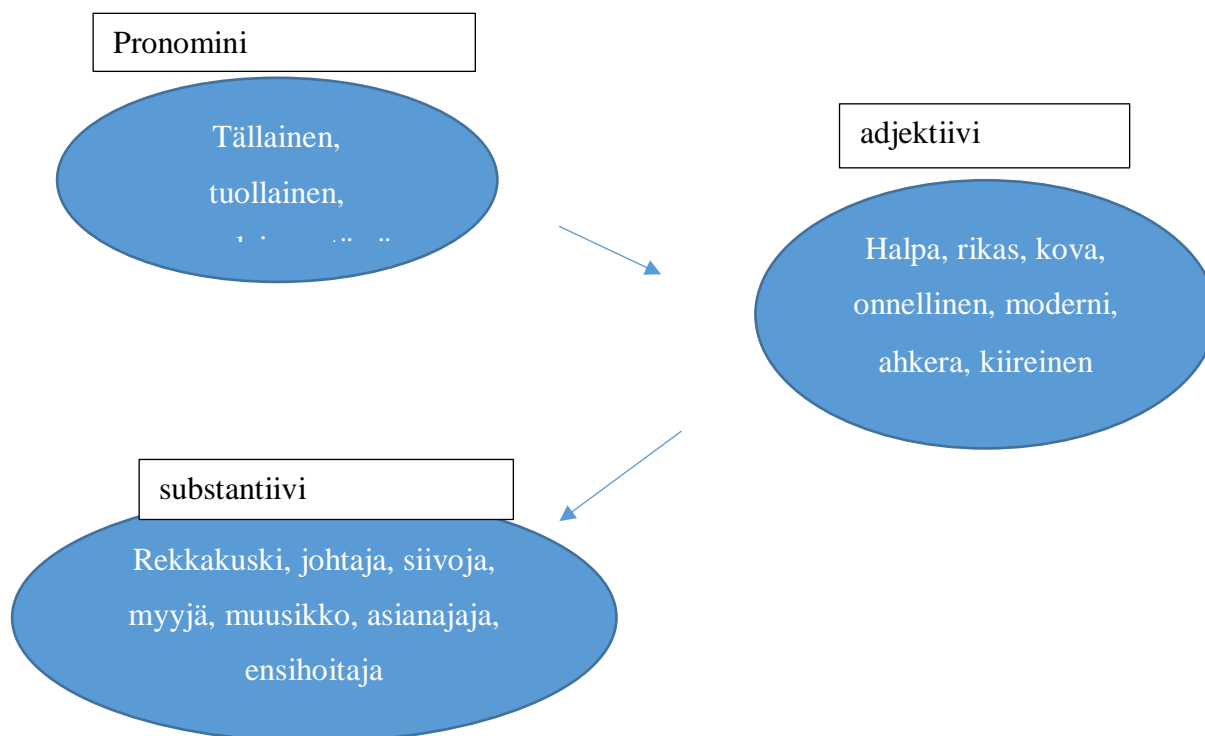 Pronomini
Tällainen,
tuollainen,
adjektiivi
Halpa, rikas, kova,
onnellinen, moderni,
ahkera, kiireinen
substantiivi
Rekkakuski, johtaja, siivoja,
myyjä, muusikko, asianajaja,
ensihoitaja